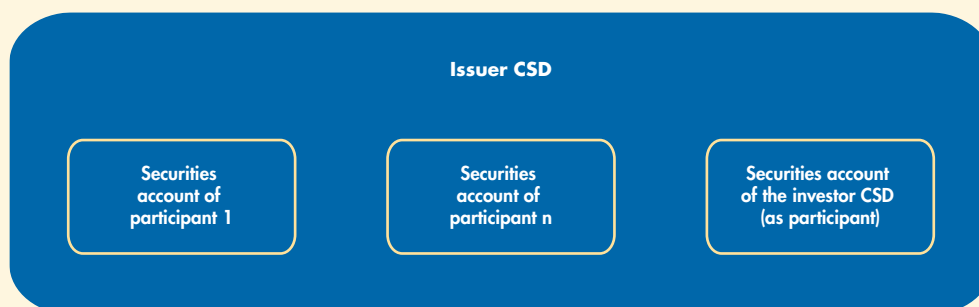 Issuer CSD
Securities
account of
participant 1
Securities
account of
participant n
Securities account
of the investor CSD
(as participant)